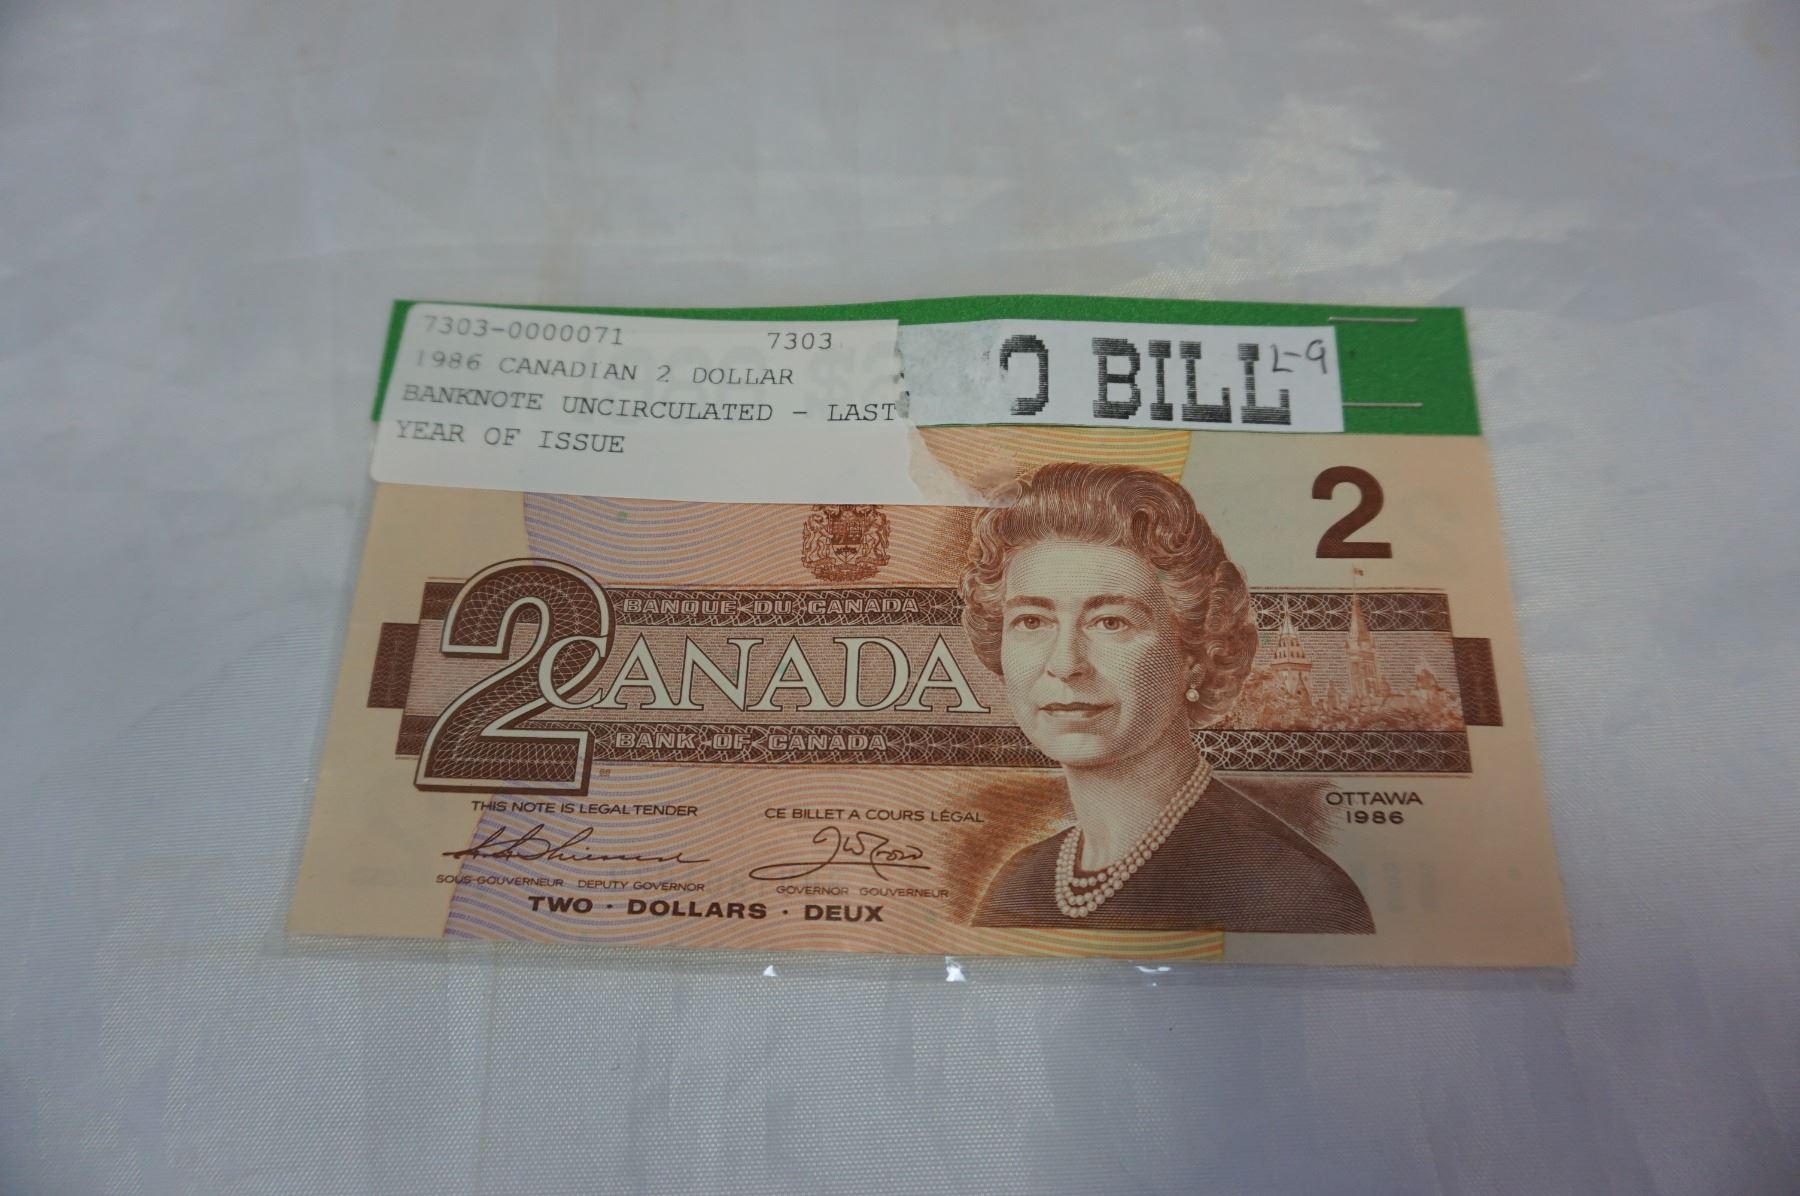 7303-0000071 7303
1986 CANADIAN 2 DOLLAR
BANKNOTE UNCIRCULATED - LAST
YEAR OF ISSUE
BILL L-9
2
BANQUE DU CANADA
2 CANADA
BANK OF CANADA
THIS NOTE IS LEGAL TENDER CE BILLET A COURS LÉGAL
OTTAWA
1986
SOUS-GOUVERNEUR DEPUTY GOVERNOR GOVERNOR GOUVERNEUR
TWO · DOLLARS · DEUX